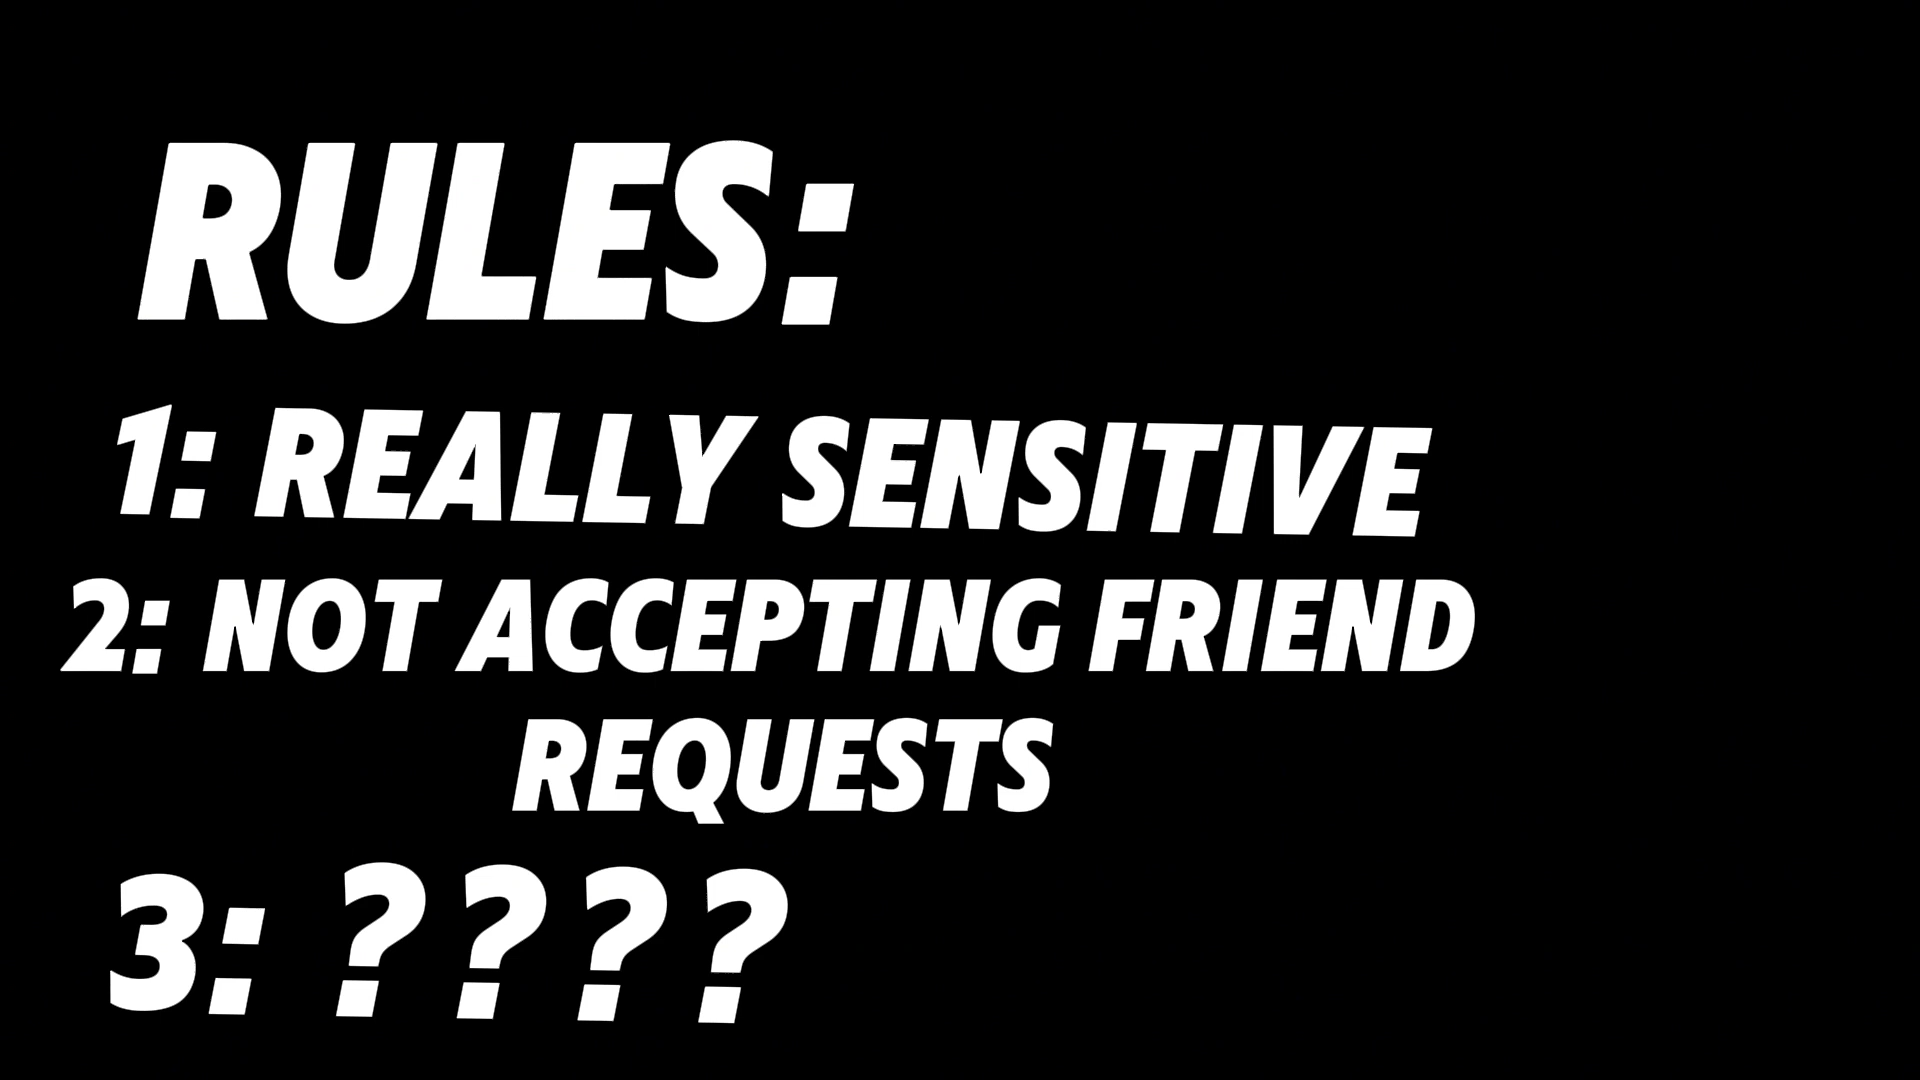 RULES:
1: REALLY SENSITIVE
2: NOT ACCEPTING FRIEND
REQUESTS
3: ????